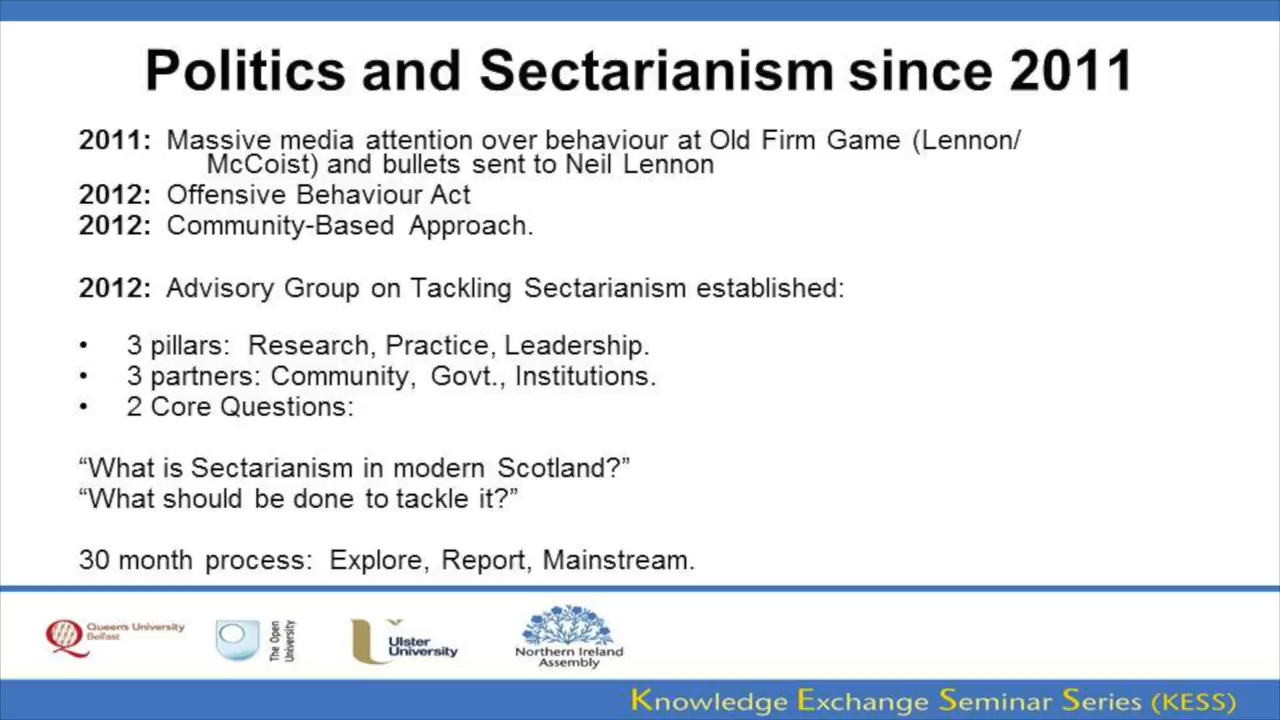 Politics and Sectarianism since 2011
2011: Massive media attention over behaviour at Old Firm Game (Lennon/
McCoist) and bullets sent to Neil Lennon
2012: Offensive Behaviour Act
2012: Community-Based Approach.
2012: Advisory Group on Tackling Sectarianism established:
• 3 pillars: Research, Practice, Leadership.
• 3 partners: Community, Govt., Institutions.
• 2 Core Questions:
“What is Sectarianism in modern Scotland?”
“What should be done to tackle it?”
30 month process: Explore, Report, Mainstream.
Queen's University
Belfast
The Open
University
Ulster
University
Northern Ireland
Assembly
Knowledge Exchange Seminar Series (KESS)